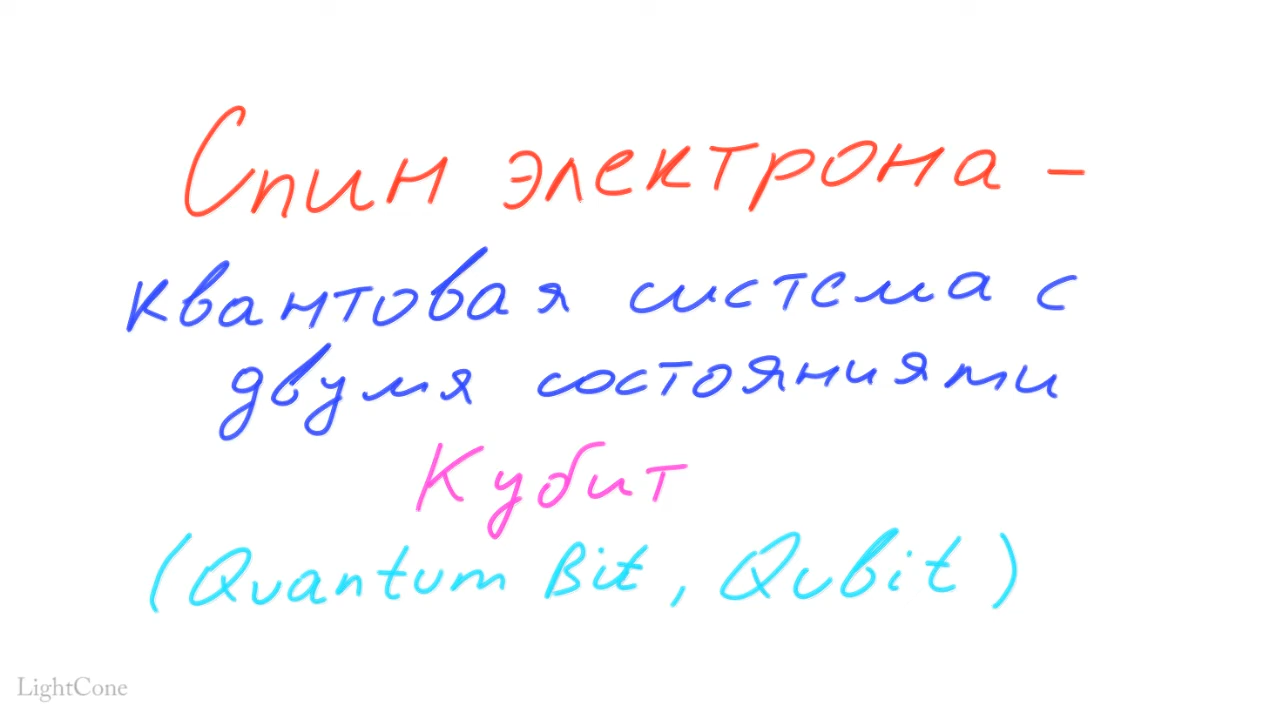 Спин электрона -
квантовая система с
двумя состояниями
Кубит
(Quantum Bit, Qubit)
LightCone